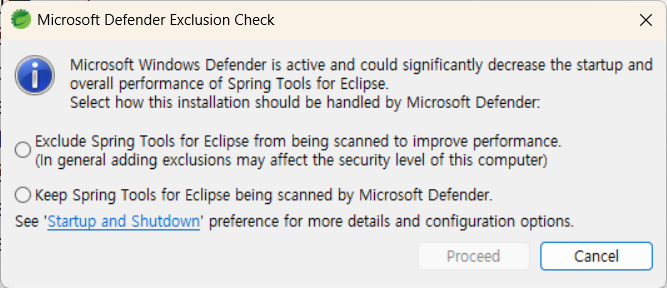 Microsoft Defender Exclusion Check
Microsoft Windows Defender is active and could significantly decrease the startup and
overall performance of Spring Tools for Eclipse.
Select how this installation should be handled by Microsoft Defender:
Exclude Spring Tools for Eclipse from being scanned to improve performance.
(In general adding exclusions may affect the security level of this computer)
Keep Spring Tools for Eclipse being scanned by Microsoft Defender.
See 'Startup and Shutdown' preference for more details and configuration options.
Proceed
Cancel